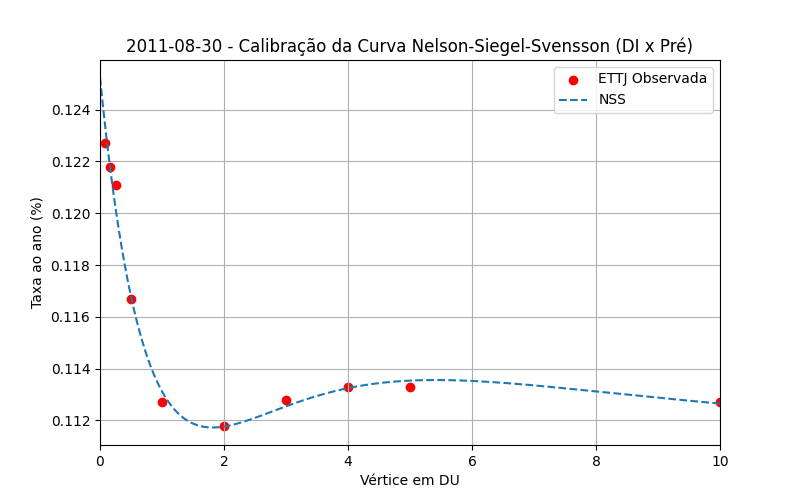 2011-08-30 - Calibração da Curva Nelson-Siegel-Svensson (DI x Pré)
ETTJ Observada
NSS
0.124
0.122
0.120
0.118
0.116
0.114
0.112
Taxa ao ano (%)
0 2 4 6 8 10
Vértice em DU